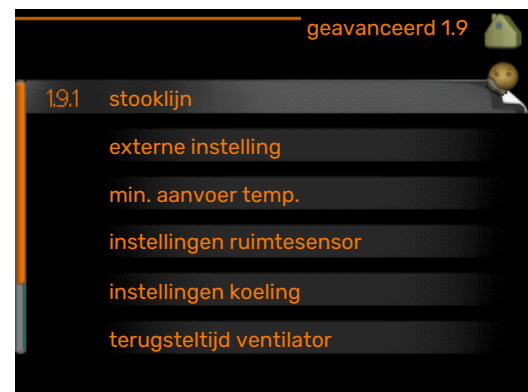 geavanceerd 1.9
1.9.1 stooklijn
externe instelling
min. aanvoer temp.
instellingen ruimtesensor
instellingen koeling
terugsteltijd ventilator